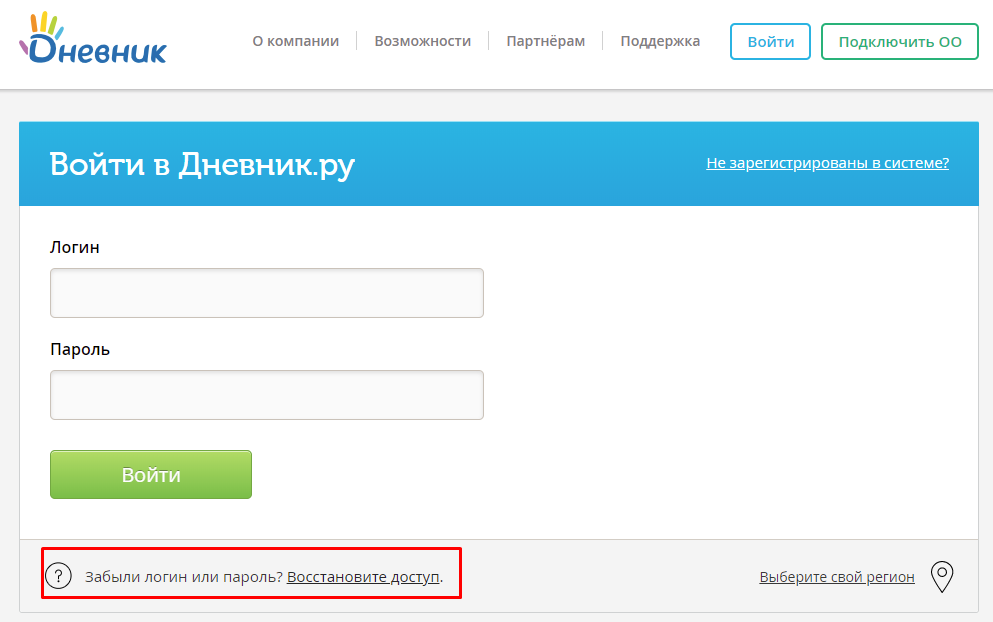 Дневник
О компании
Возможности
Партнёрам
Поддержка
Войти
Подключить ОО
Войти в Дневник.ру
Не зарегистрированы в системе?
Логин
Пароль
Войти
? Забыли логин или пароль? Восстановите доступ.
Выберите свой регион